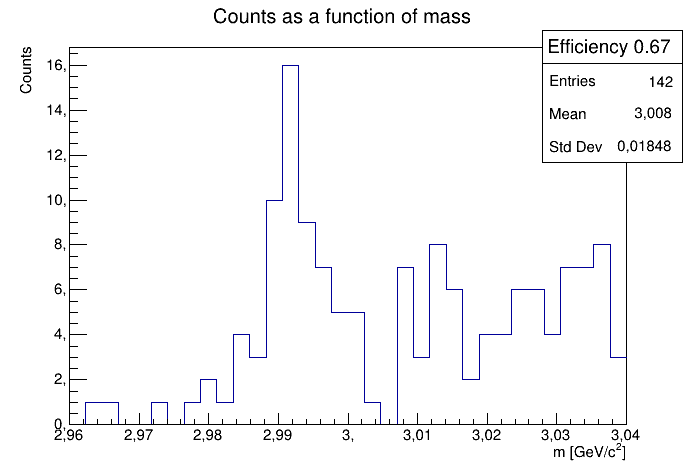 Counts as a function of mass
Counts
Efficiency 0.67
Entries 142
Mean 3,008
Std Dev 0,01848
16,
14,
12,
10,
8,
6,
4,
2,
0,
2,96 2,97 2,98 2,99 3, 3,01 3,02 3,03 3,04
m [GeV/c²]